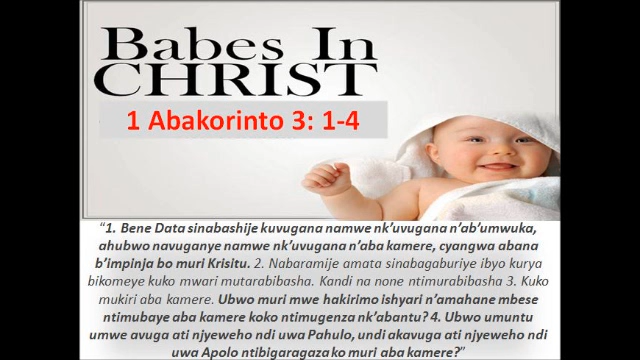 Babes In
CHRIST
1 Abakorinto 3: 1-4
“1. Bene Data sinabashije kuvugana namwe nk’uvugana n’ab’umwuka,
ahubwo navuganye namwe nk’uvugana n’aba kamere, cyangwa abana
b’impinja bo muri Krisitu. 2. Nabaramije amata sinabagaburiye ibyo kurya
bikomeye kuko mwari mutarabibasha. Kandi na none ntimurabibasha 3. Kuko
mukiri aba kamere. Ubwo muri mwe hakirimo ishyari n’amahane mbese
ntimubaye aba kamere koko ntimugenza nk’abantu? 4. Ubwo umuntu
umwe avuga ati njyeweho ndi uwa Pahulo, undi akavuga ati njyeweho ndi
uwa Apolo ntibigaragaza ko muri aba kamere?”